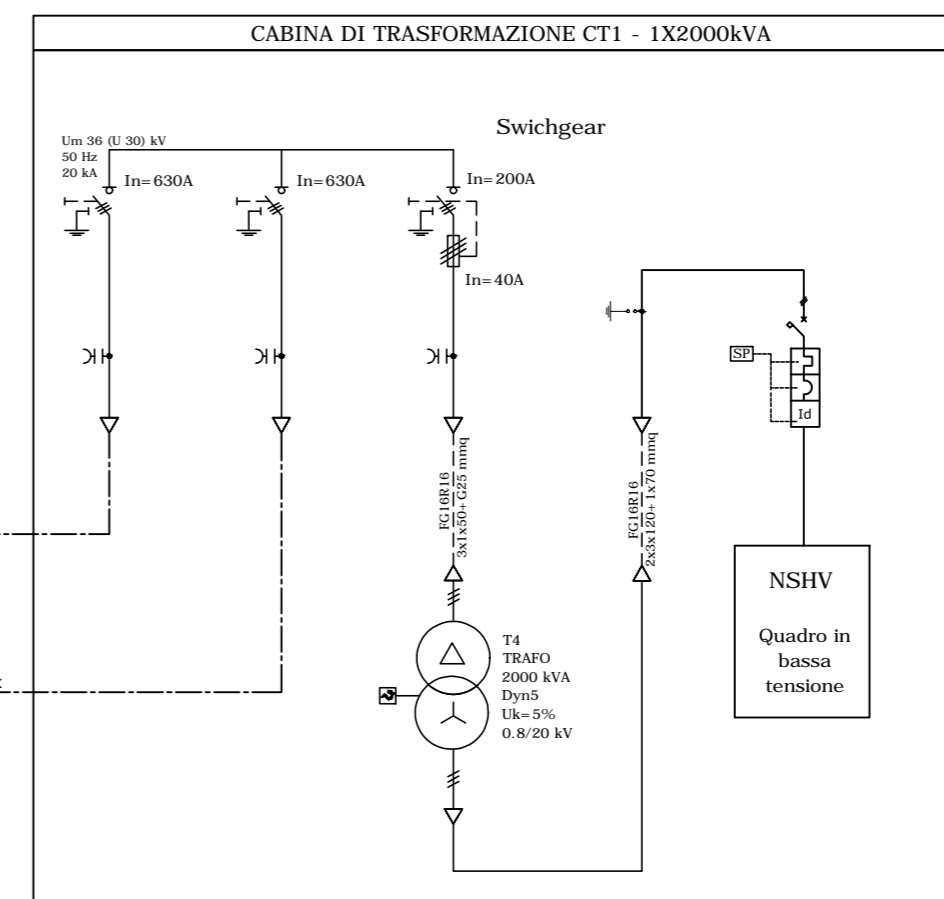 CABINA DI TRASFORMAZIONE CT1 - 1X2000kVA
Swichgear
Um 36 (U 30) kV
50 Hz
20 kA
In=630A
In=630A
In=200A
In=40A
SP
Id
FG16R16
3x1x50+G25 mmq
FG16R16
2x3x120+1x70 mmq
NSHV
Quadro in
bassa
tensione
T4
TRAFO
2000 kVA
Dyn5
Uk=5%
0.8/20 kV